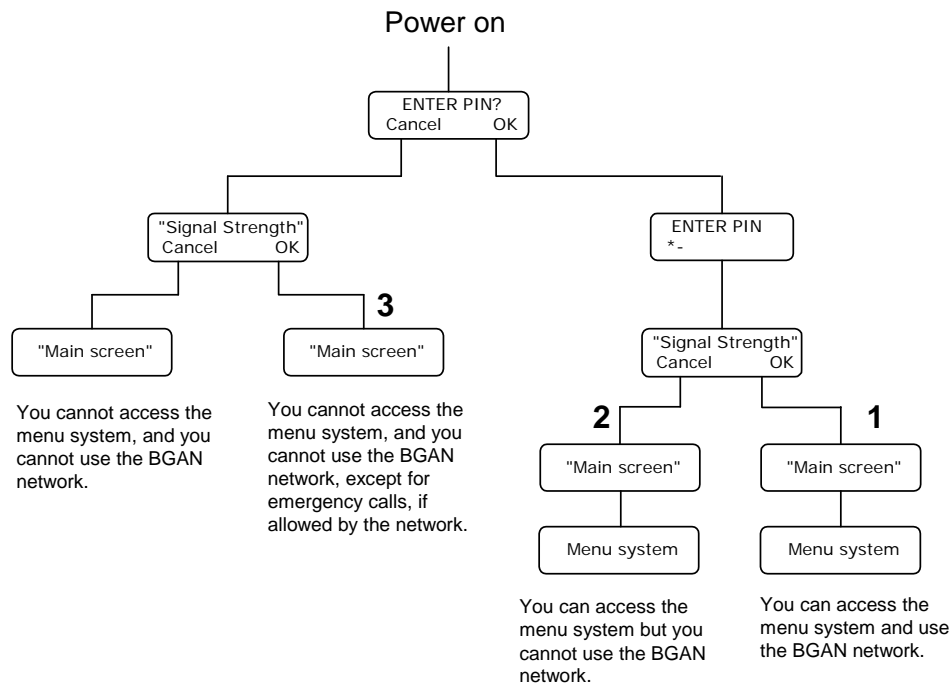 Power on
ENTER PIN?
Cancel OK
"Signal Strength"
Cancel OK
ENTER PIN
*-
3
"Main screen"
"Main screen"
"Signal Strength"
Cancel OK
You cannot access the
menu system, and you
cannot use the BGAN
network.
You cannot access the
menu system, and you
cannot use the BGAN
network, except for
emergency calls, if
allowed by the network.
2
1
"Main screen"
"Main screen"
Menu system
Menu system
You can access the
menu system but you
cannot use the BGAN
network.
You can access the
menu system and use
the BGAN network.